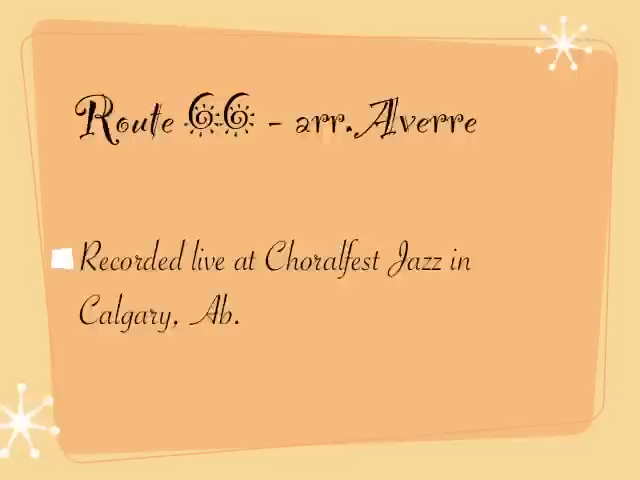 Route 66 - arr. Averre
Recorded live at Choralfest Jazz in
Calgary, Ab.